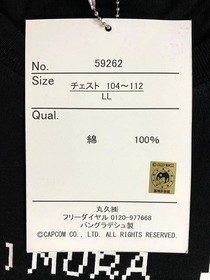 No. 59262
Size チェスト 104～112
LL
Qual.
綿 100%
丸久㈱
フリーダイヤル 0120-977668
バングラデシュ製
©CAPCOM CO., LTD. ALL RIGHTS RESERVED.
MORA